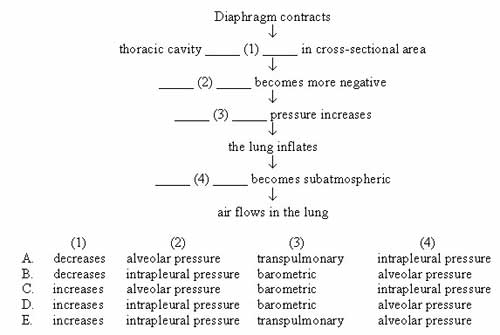 Diaphragm contracts
↓
thoracic cavity _____ (1) _____ in cross-sectional area
↓
_____ (2) _____ becomes more negative
↓
_____ (3) _____ pressure increases
↓
the lung inflates
↓
_____ (4) _____ becomes subatmospheric
↓
air flows in the lung
(1) (2) (3) (4)
A. decreases alveolar pressure transpulmonary intrapleural pressure
B. decreases intrapleural pressure barometric alveolar pressure
C. increases alveolar pressure barometric intrapleural pressure
D. increases intrapleural pressure barometric alveolar pressure
E. increases intrapleural pressure transpulmonary alveolar pressure